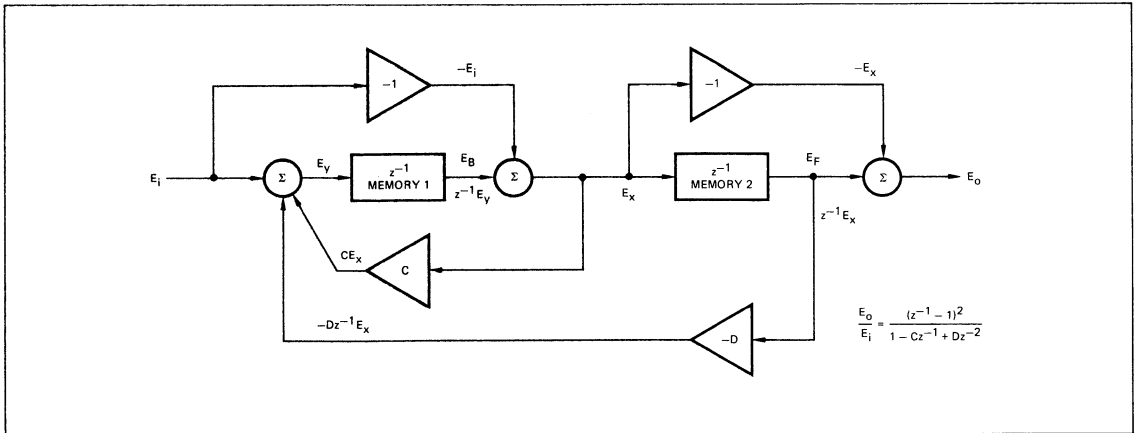 −1
−Ei
−1
−Ex
Ei
Σ
Ey
z−1
MEMORY 1
EB
z−1Ey
Σ
Ex
z−1
MEMORY 2
EF
z−1Ex
Σ
Eo
CEx
C
−Dz−1Ex
−D
Eo/Ei = (z−1 − 1)2 / 1 − Cz−1 + Dz−2